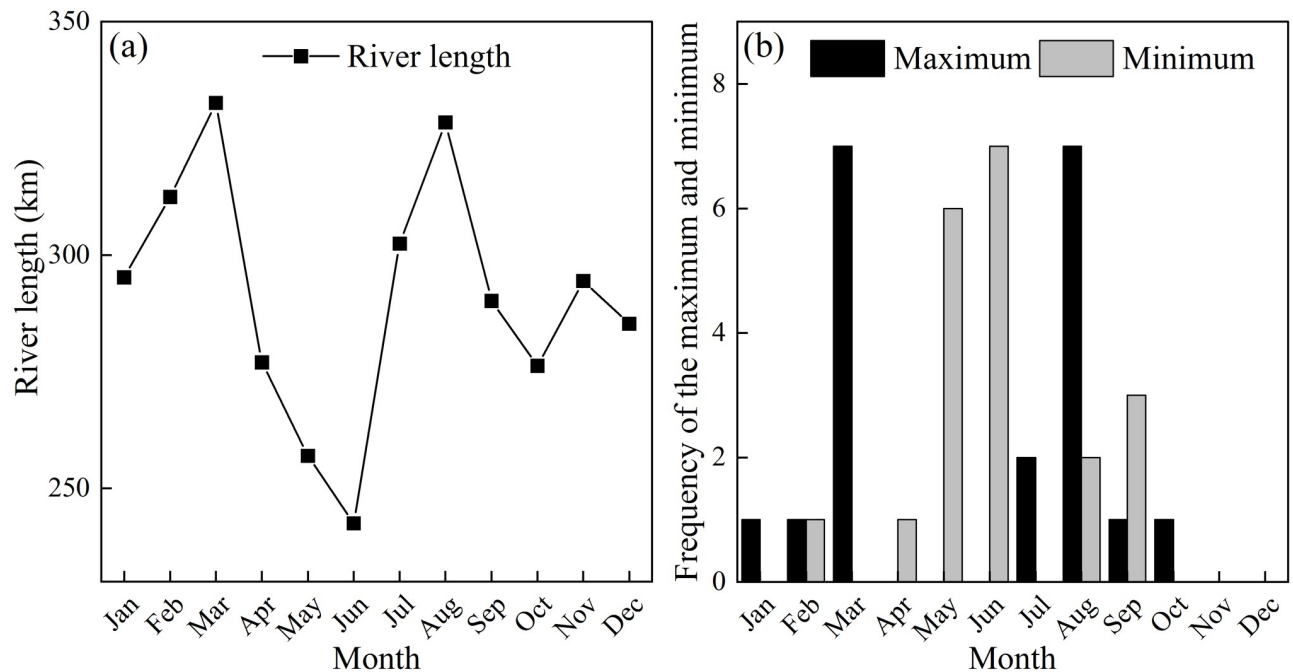 (a)
River length
350
300
250
River length (km)
Jan
Feb
Mar
Apr
May
Jun
Jul
Aug
Sep
Oct
Nov
Dec
Month
(b)
Maximum
Minimum
8
6
4
2
0
Frequency of the maximum and minimum
Jan
Feb
Mar
Apr
May
Jun
Jul
Aug
Sep
Oct
Nov
Dec
Month